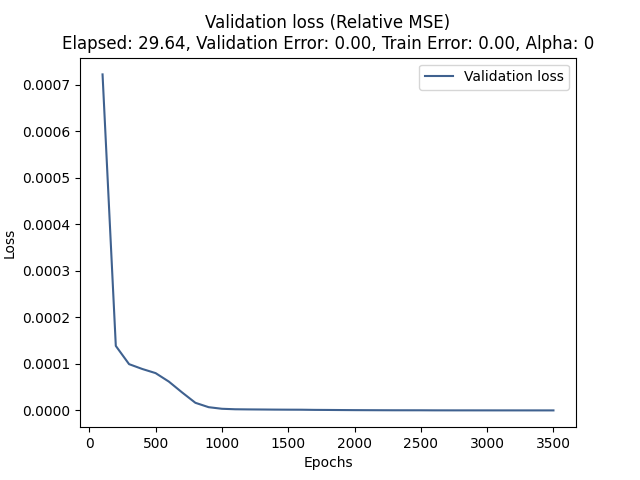 Validation loss (Relative MSE)
Elapsed: 29.64, Validation Error: 0.00, Train Error: 0.00, Alpha: 0
Validation loss
0.0007
0.0006
0.0005
0.0004
0.0003
0.0002
0.0001
0.0000
Loss
0 500 1000 1500 2000 2500 3000 3500
Epochs